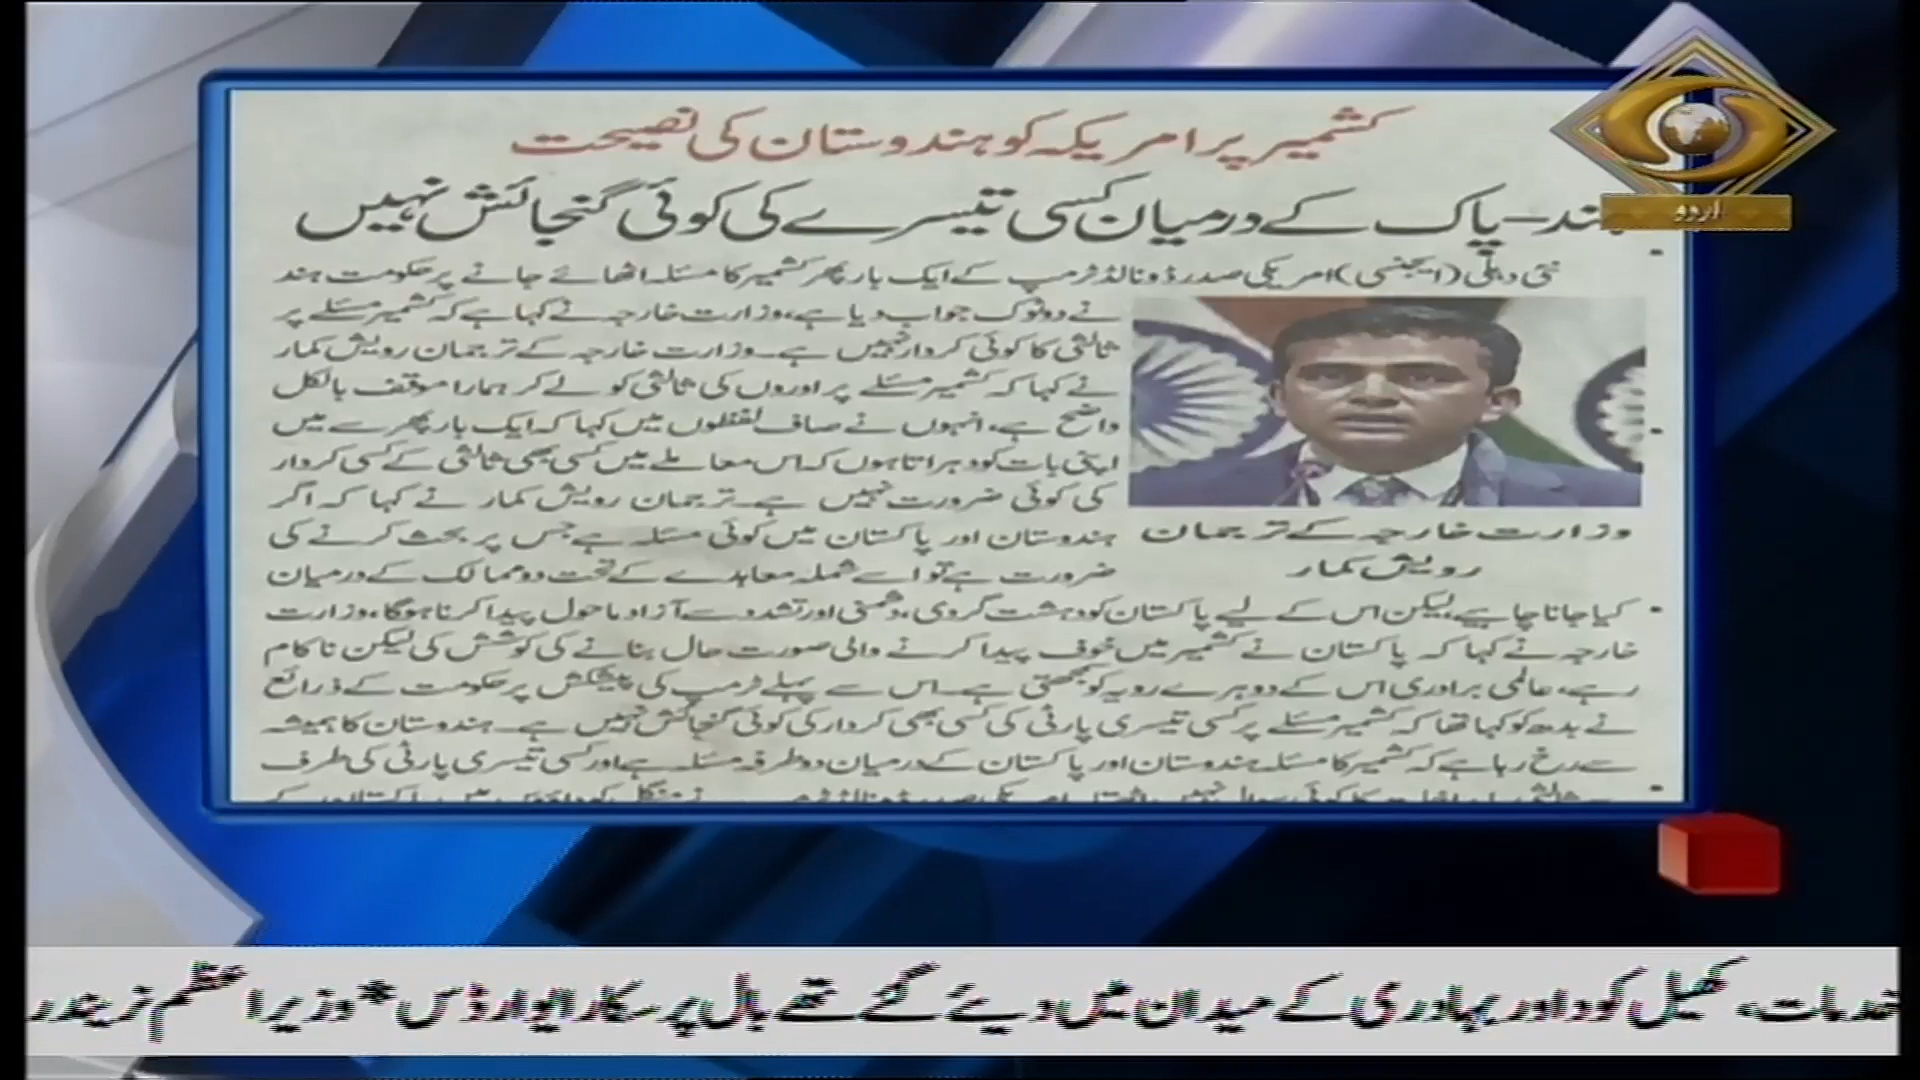 کشمیر پر امریکہ کو ہندوستان کی نصیحت
اردو
ہند-پاک کے درمیان کسی تیسرے کی کوئی گنجائش نہیں
نئی دہلی (ایجنسی) امریکی صدر ڈونالڈ ٹرمپ کے ایک بار پھر کشمیر کا مسئلہ اٹھائے جانے پر حکومت ہند
نے دو ٹوک جواب دیا ہے، وزارت خارجہ نے کہا ہے کہ کشمیر مسئلے پر
ثالثی کا کوئی کردار نہیں ہے۔ وزارت خارجہ کے ترجمان رویش کمار
نے کہا کہ کشمیر مسئلے پر اوروں کی ثالثی کو لے کر ہمارا موقف بالکل
واضح ہے، انہوں نے صاف لفظوں میں کہا کہ ایک بار پھر سے میں
اپنی بات کو دہراتا ہوں کہ اس معاملے میں کسی بھی ثالثی کے کسی کردار
کی کوئی ضرورت نہیں ہے۔ ترجمان رویش کمار نے کہا کہ اگر
ہندوستان اور پاکستان میں کوئی مسئلہ ہے جس پر بحث کرنے کی
ضرورت ہے تو اسے شملہ معاہدے کے تحت دو ممالک کے درمیان
وزارت خارجہ کے ترجمان
رویش کمار
کیا جانا چاہیے، لیکن اس کے لیے پاکستان کو دہشت گردی، دشمنی اور تشدد سے آزاد ماحول پیدا کرنا ہوگا، وزارت
خارجہ نے کہا کہ پاکستان نے کشمیر میں خوف پیدا کرنے والی صورت حال بنانے کی کوشش کی لیکن ناکام
رہے، عالمی برادری اس کے دوہرے رویہ کو سمجھتی ہے۔ اس سے پہلے ٹرمپ کی پیشکش پر حکومت کے ذرائع
نے بدھ کو کہا تھا کہ کشمیر مسئلے پر کسی تیسری پارٹی کی کسی بھی کردار کی کوئی گنجائش نہیں ہے۔ ہندوستان کا ہمیشہ
سے رخ رہا ہے کہ کشمیر کا مسئلہ ہندوستان اور پاکستان کے درمیان دو طرفہ مسئلہ ہے اور کسی تیسری پارٹی کی طرف
خدمات، کھیل کود اور بہادری کے میدان میں دیئے گئے تھے بال پرسکار ایوارڈس*وزیر اعظم نریندر